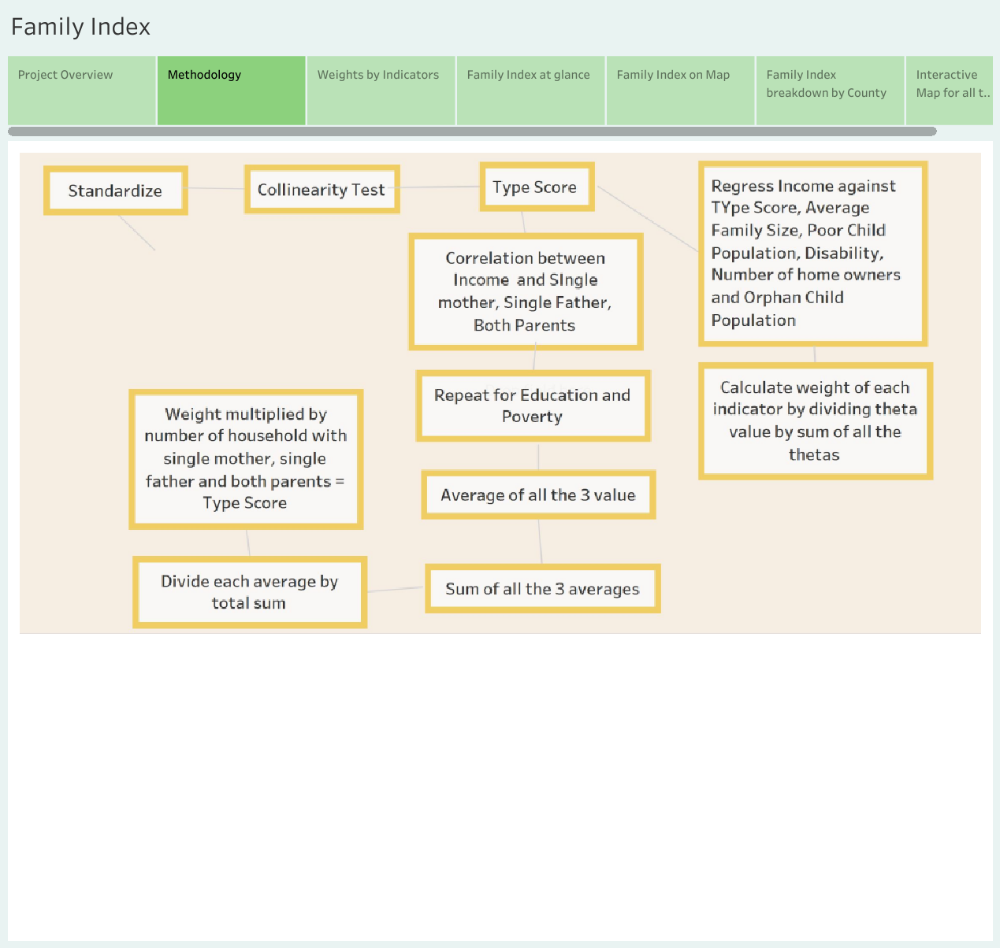 Family Index
Project Overview
Methodology
Weights by Indicators
Family Index at glance
Family Index on Map
Family Index
breakdown by County
Interactive
Map for all t..
Standardize
Collinearity Test
Type Score
Regress Income against
TYpe Score, Average
Family Size, Poor Child
Population, Disability,
Number of home owners
and Orphan Child
Population
Correlation between
Income and SIngle
mother, Single Father,
Both Parents
Repeat for Education and
Poverty
Calculate weight of each
indicator by dividing theta
value by sum of all the
thetas
Weight multiplied by
number of household with
single mother, single
father and both parents =
Type Score
Average of all the 3 value
Divide each average by
total sum
Sum of all the 3 averages